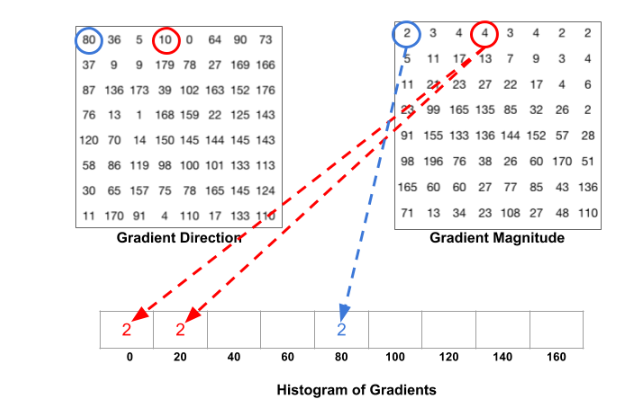 80 36 5 10 0 64 90 73
37 9 9 179 78 27 169 166
87 136 173 39 102 163 152 176
76 13 1 168 159 22 125 143
120 70 14 150 145 144 145 143
58 86 119 98 100 101 133 113
30 65 157 75 78 165 145 124
11 170 91 4 110 17 133 110
Gradient Direction
2 3 4 4 3 4 2 2
5 11 17 13 7 9 3 4
11 21 23 27 22 17 4 6
23 99 165 135 85 32 26 2
91 155 133 136 144 152 57 28
98 196 76 38 26 60 170 51
165 60 60 27 77 85 43 136
71 13 34 23 108 27 48 110
Gradient Magnitude
2 2 2
0 20 40 60 80 100 120 140 160
Histogram of Gradients